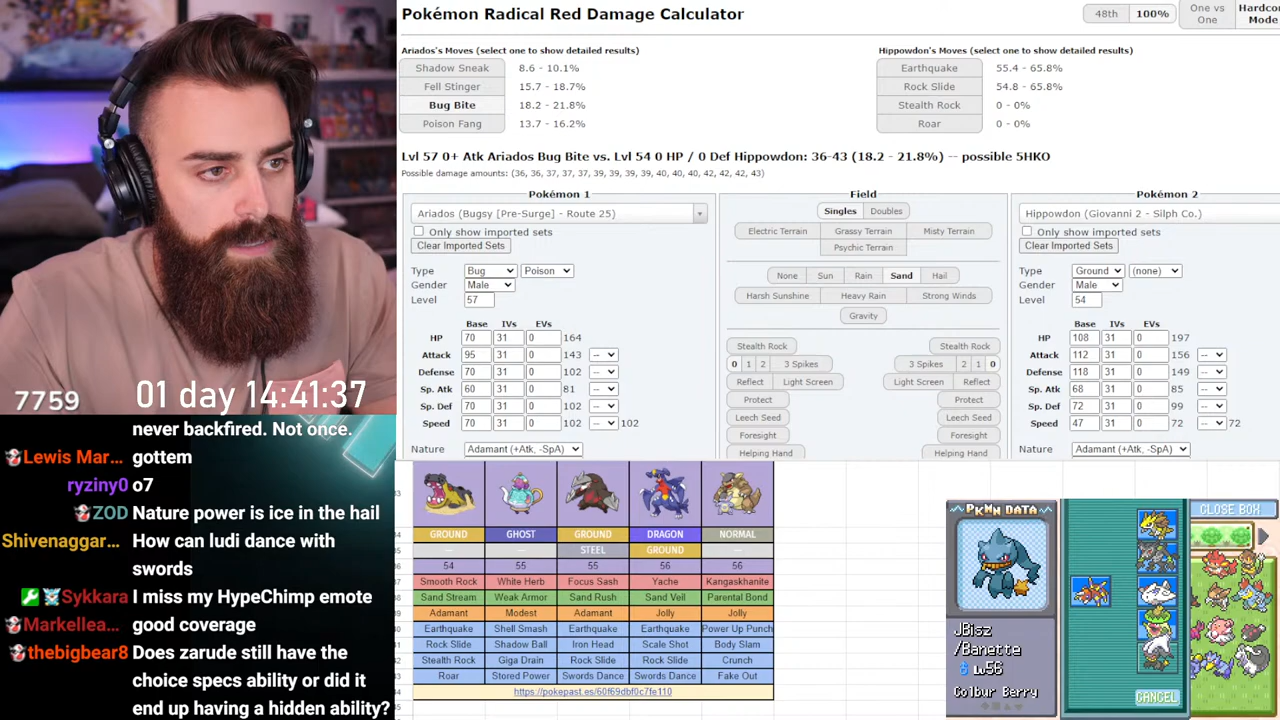 Pokémon Radical Red Damage Calculator
48th 100%
One vs One
Hardcore Mode
Ariados's Moves (select one to show detailed results)
Shadow Sneak 8.6 - 10.1%
Fell Stinger 15.7 - 18.7%
Bug Bite 18.2 - 21.8%
Poison Fang 13.7 - 16.2%
Hippowdon's Moves (select one to show detailed results)
Earthquake 55.4 - 65.8%
Rock Slide 54.8 - 65.8%
Stealth Rock 0 - 0%
Roar 0 - 0%
Lvl 57 0+ Atk Ariados Bug Bite vs. Lvl 54 0 HP / 0 Def Hippowdon: 36-43 (18.2 - 21.8%) -- possible 5HKO
Possible damage amounts: (36, 36, 37, 37, 37, 39, 39, 39, 39, 40, 40, 40, 42, 42, 42, 43)
Pokémon 1
Ariados (Bugsy [Pre-Surge] - Route 25)
Only show imported sets
Clear Imported Sets
Type Bug Poison
Gender Male
Level 57
Base IVs EVs
HP 70 31 0 164
Attack 95 31 0 143 --
Defense 70 31 0 102 --
Sp. Atk 60 31 0 81 --
Sp. Def 70 31 0 102 --
Speed 70 31 0 102 -- 102
Nature Adamant (+Atk, -SpA)
Field
Singles Doubles
Electric Terrain Grassy Terrain Misty Terrain
Psychic Terrain
None Sun Rain Sand Hail
Harsh Sunshine Heavy Rain Strong Winds
Gravity
Stealth Rock Stealth Rock
0 1 2 3 Spikes 3 Spikes 2 1 0
Reflect Light Screen Light Screen Reflect
Protect Protect
Leech Seed Leech Seed
Foresight Foresight
Helping Hand Helping Hand
Pokémon 2
Hippowdon (Giovanni 2 - Silph Co.)
Only show imported sets
Clear Imported Sets
Type Ground (none)
Gender Male
Level 54
Base IVs EVs
HP 108 31 0 197
Attack 112 31 0 156 --
Defense 118 31 0 149 --
Sp. Atk 68 31 0 85 --
Sp. Def 72 31 0 99 --
Speed 47 31 0 72 -- 72
Nature Adamant (+Atk, -SpA)
7759 01 day 14:41:37
never backfired. Not once.
Lewis Mar... gottem
ryziny0 o7
ZOD Nature power is ice in the hail
Shivenaggar... How can ludi dance with
swords
Sykkara I miss my HypeChimp emote
Markellea... good coverage
thebigbear8 Does zarude still have the
choice specs ability or did it
end up having a hidden ability?
GROUND GHOST GROUND DRAGON NORMAL
— — STEEL GROUND —
54 55 55 56 56
Smooth Rock White Herb Focus Sash Yache Kangaskhanite
Sand Stream Weak Armor Sand Rush Sand Veil Parental Bond
Adamant Modest Adamant Jolly Jolly
Earthquake Shell Smash Earthquake Earthquake Power Up Punch
Rock Slide Shadow Ball Iron Head Scale Shot Body Slam
Stealth Rock Giga Drain Rock Slide Rock Slide Crunch
Roar Stored Power Swords Dance Swords Dance Fake Out
https://pokepast.es/60f69dbf0c7fe110
PKMN DATA
JBisz
/Banette
Colbur Berry
CANCEL
CLOSE BOX